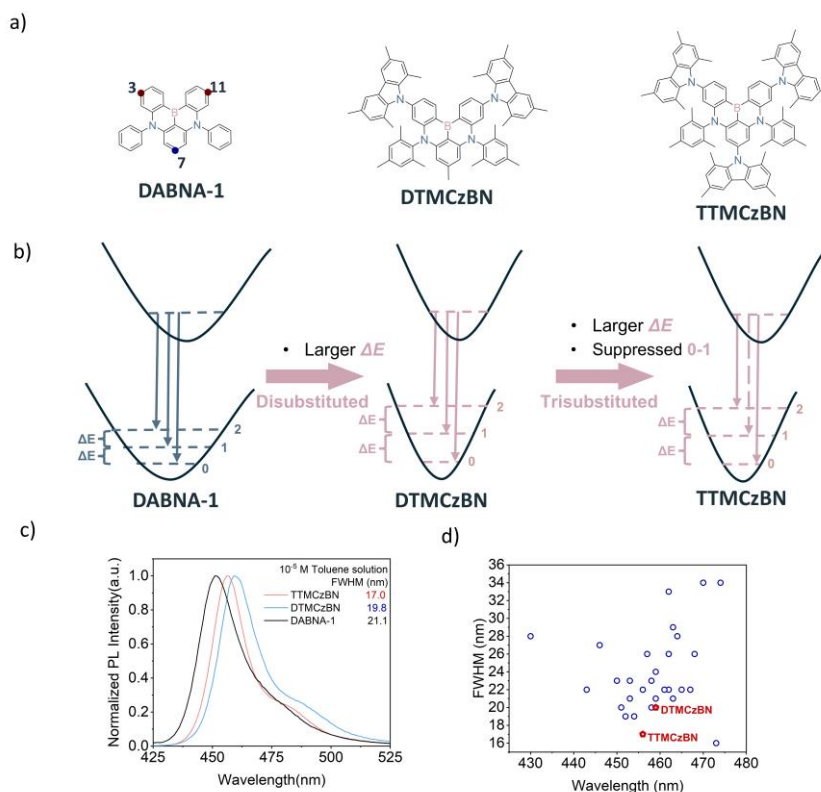 a)
3
11
B
N
N
7
DABNA-1
N
N
B
N
N
DTMCzBN
N
N
B
N
N
N
TTMCzBN
b)
• Larger ΔE
Disubstituted
• Larger ΔE
• Suppressed 0-1
Trisubstituted
ΔE
ΔE
2
1
0
DABNA-1
ΔE
ΔE
2
1
0
DTMCzBN
ΔE
ΔE
2
1
0
TTMCzBN
c)
Normalized PL Intensity(a.u.)
1.0
0.8
0.6
0.4
0.2
0.0
10⁻⁵ M Toluene solution
FWHM (nm)
TTMCzBN 17.0
DTMCzBN 19.8
DABNA-1 21.1
425 450 475 500 525
Wavelength(nm)
d)
FWHM (nm)
36
34
32
30
28
26
24
22
20
18
16
DTMCzBN
TTMCzBN
430 440 450 460 470 480
Wavelength (nm)